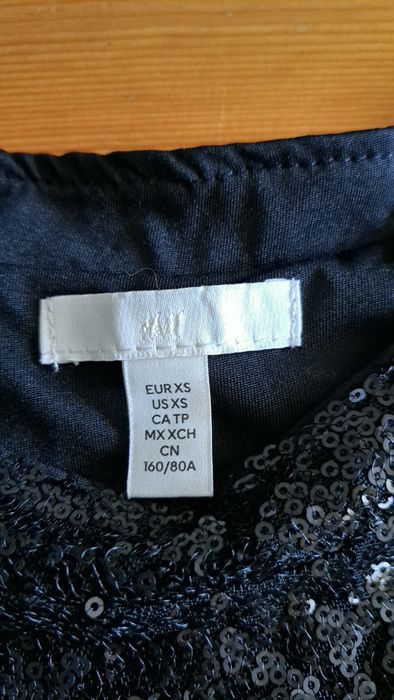 H&M
EUR XS
US XS
CA TP
MX XCH
CN
160/80A